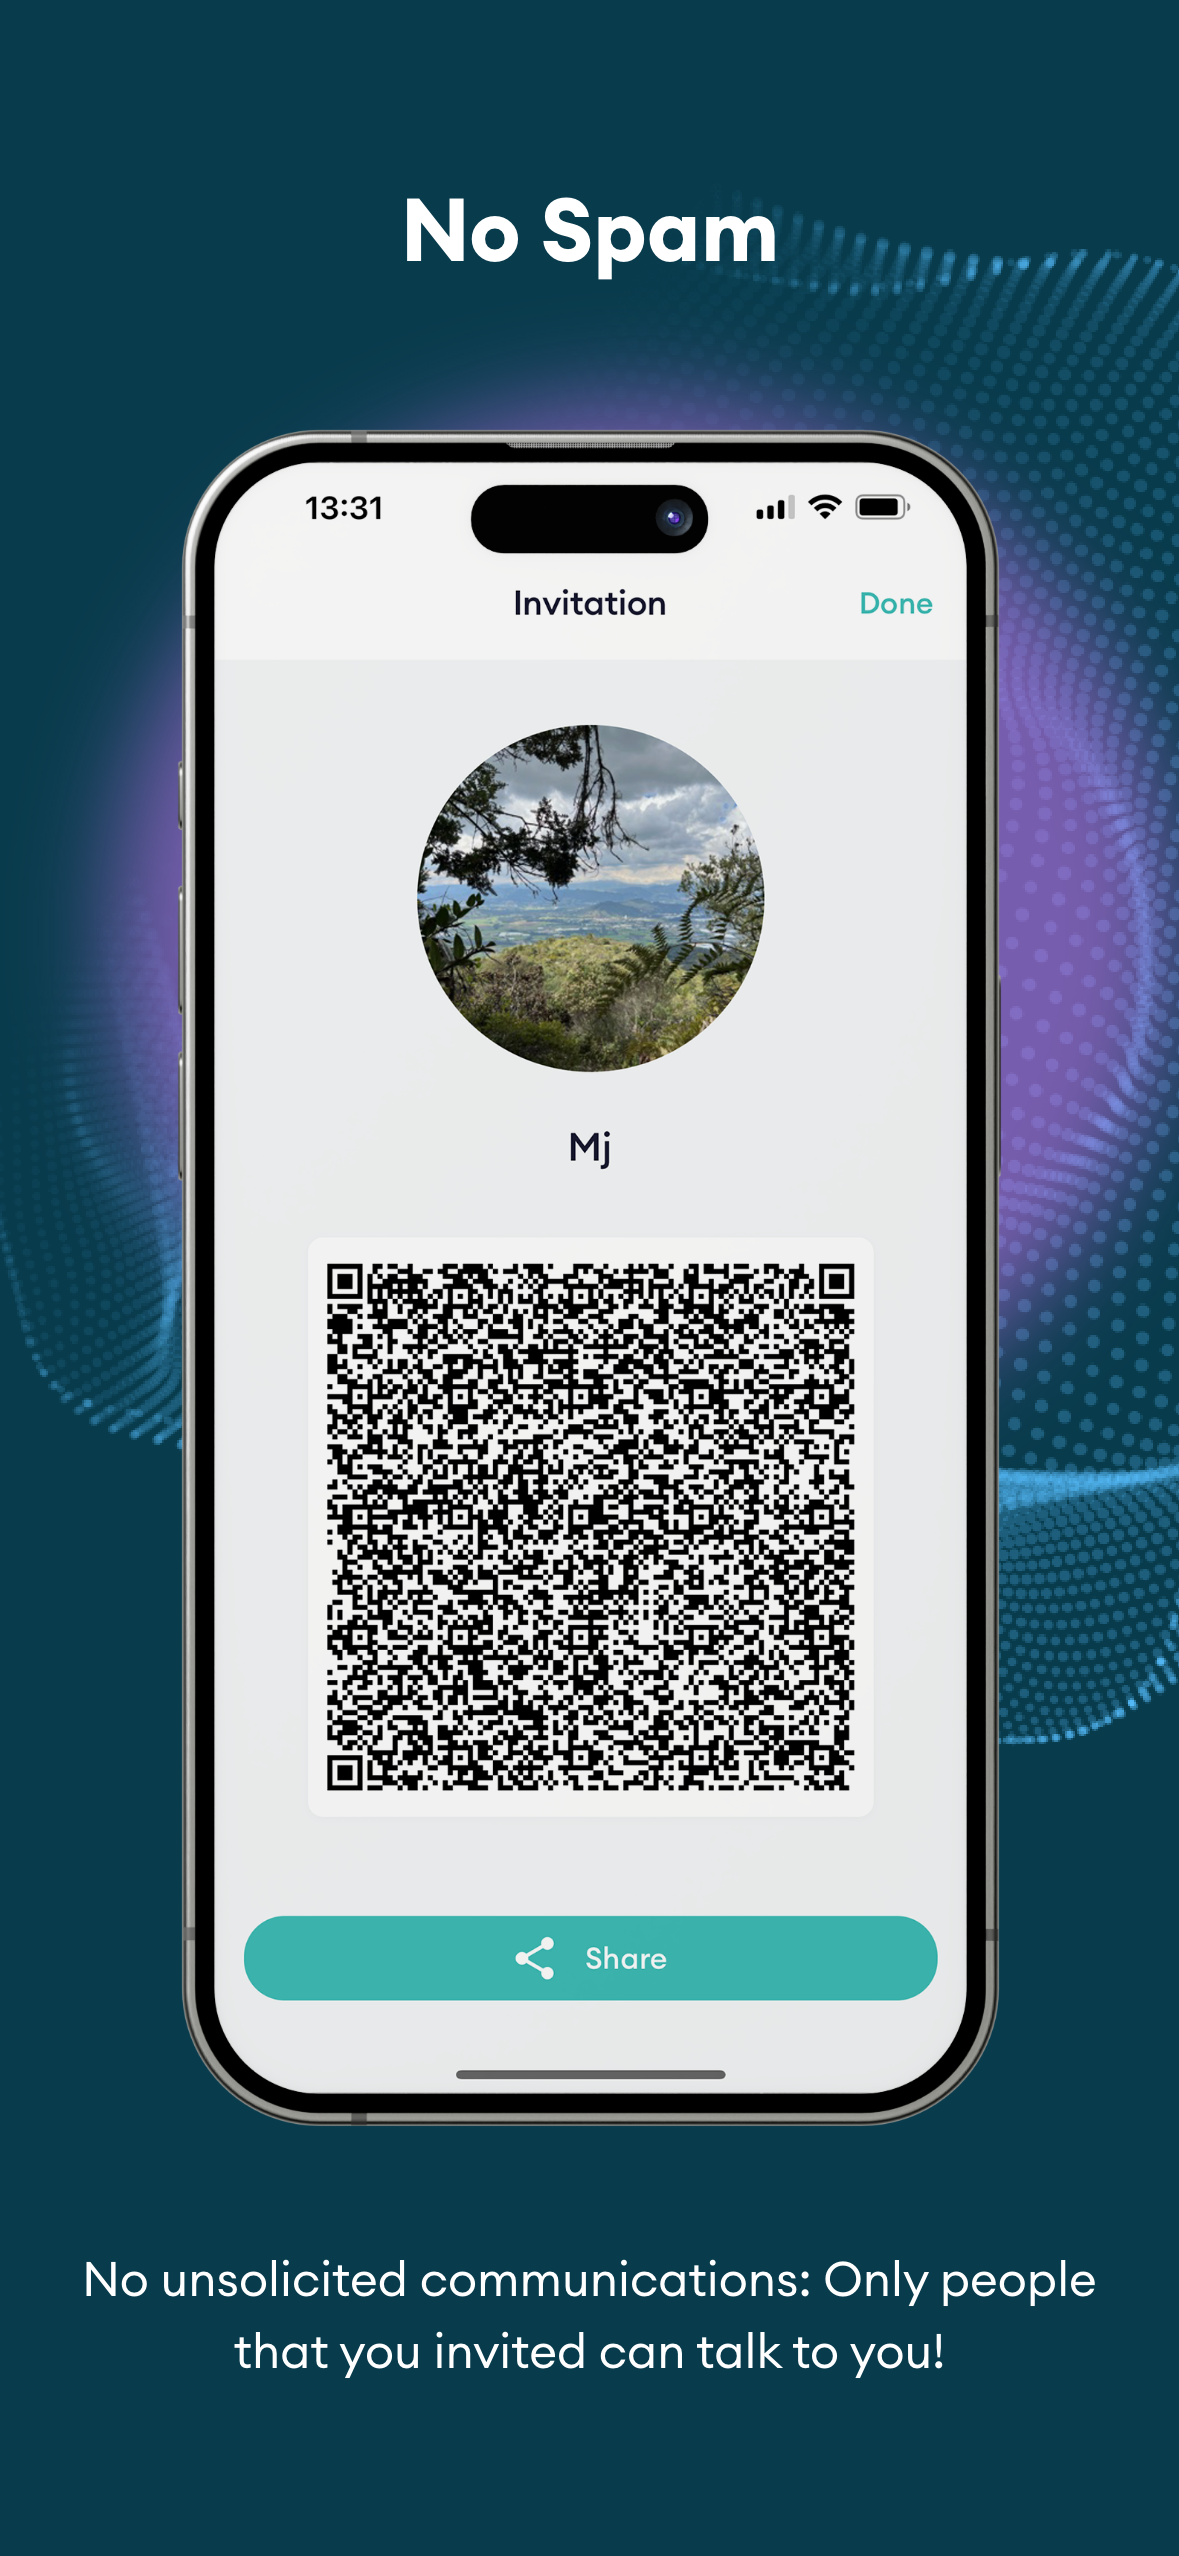 No Spam
13:31
Invitation
Done
Mj
Share
No unsolicited communications: Only people
that you invited can talk to you!